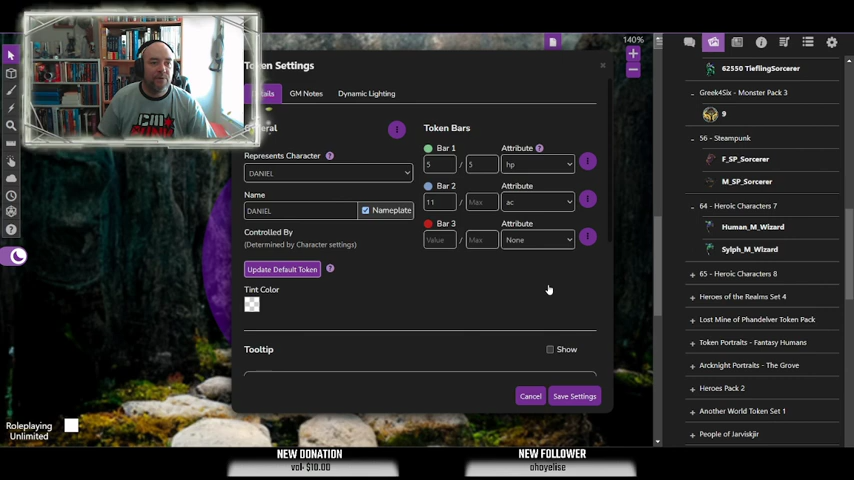 140%
Token Settings
Details
GM Notes
Dynamic Lighting
General
Represents Character ?
DANIEL
Name
DANIEL
Nameplate
Controlled By
(Determined by Character settings)
Update Default Token ?
Tint Color
Token Bars
Bar 1 Attribute ?
5 / 5 hp
Bar 2 Attribute
11 / Max ac
Bar 3 Attribute
Value / Max None
Tooltip
Show
Cancel
Save Settings
62550 TieflingSorcerer
Greek4Six - Monster Pack 3
9
56 - Steampunk
F_SP_Sorcerer
M_SP_Sorcerer
64 - Heroic Characters 7
Human_M_Wizard
Sylph_M_Wizard
65 - Heroic Characters 8
Heroes of the Realms Set 4
Lost Mine of Phandelver Token Pack
Token Portraits - Fantasy Humans
Arcknight Portraits - The Grove
Heroes Pack 2
Another World Token Set 1
People of Jarviskjir
Roleplaying
Unlimited
NEW DONATION
vol- $10.00
NEW FOLLOWER
ahoyelise